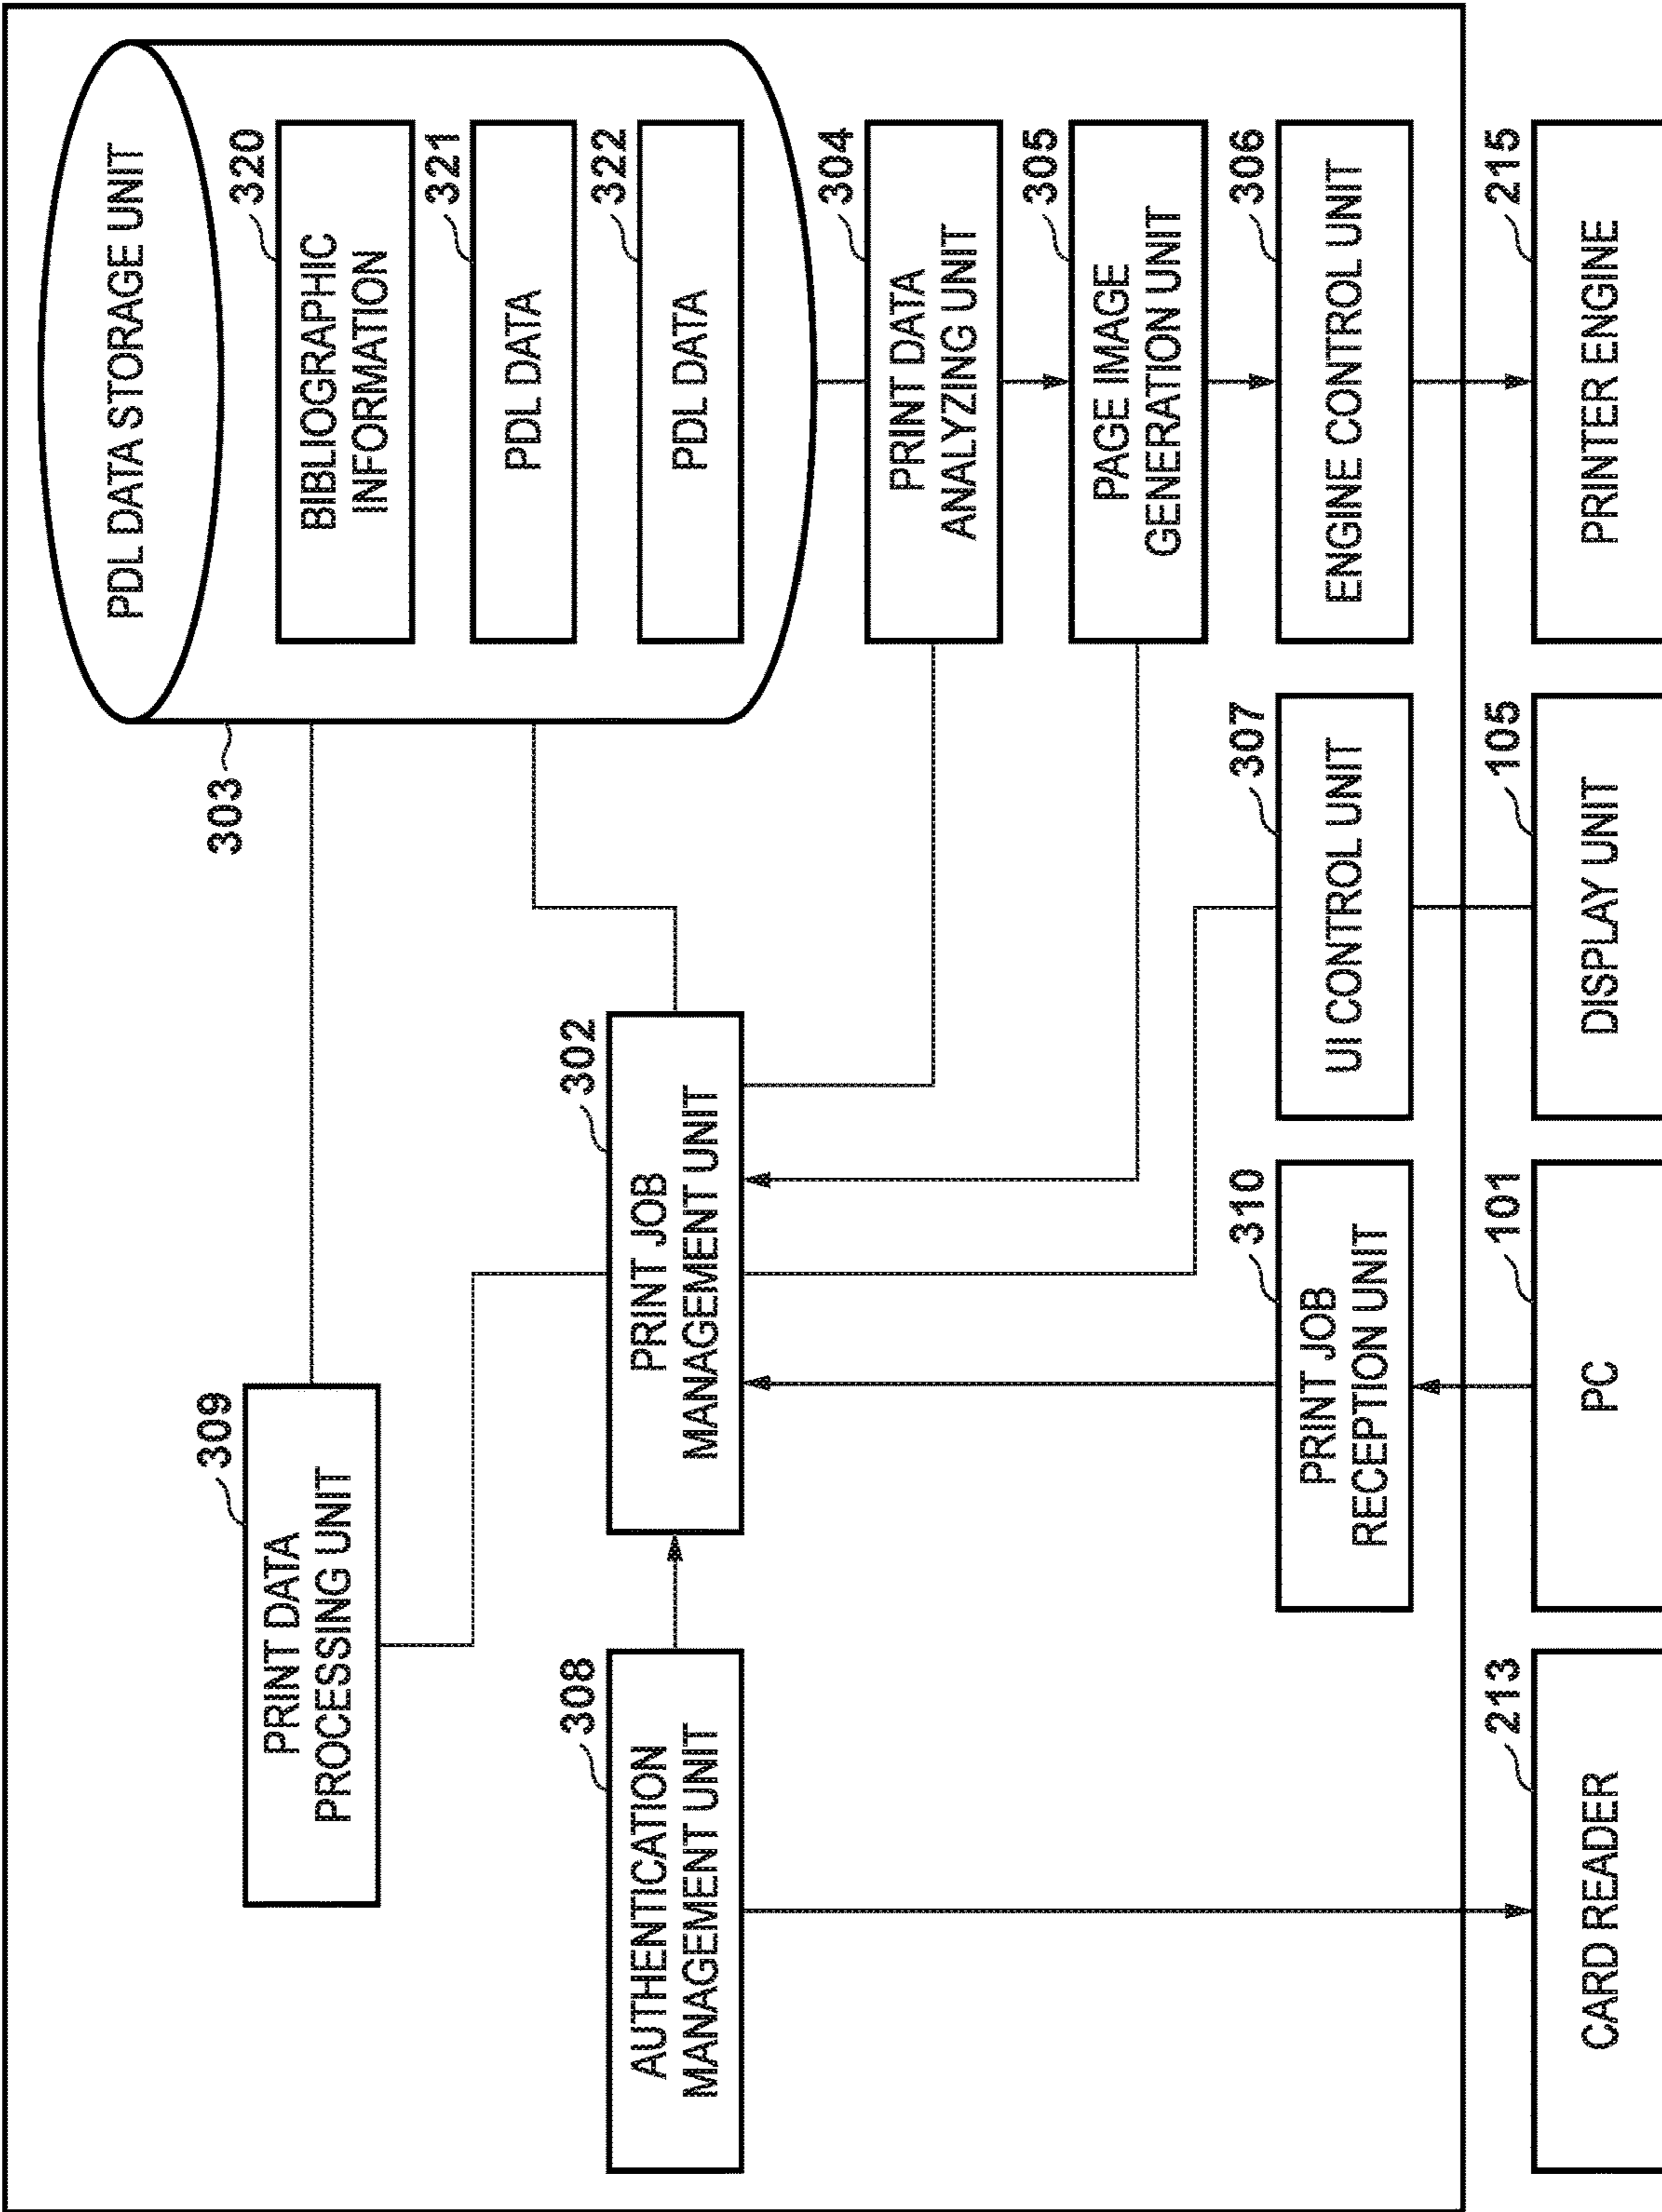 PDL DATA STORAGE UNIT
303
320
BIBLIOGRAPHIC
INFORMATION
321
PDL DATA
322
PDL DATA
309
PRINT DATA
PROCESSING UNIT
308
AUTHENTICATION
MANAGEMENT UNIT
302
PRINT JOB
MANAGEMENT UNIT
304
PRINT DATA
ANALYZING UNIT
305
PAGE IMAGE
GENERATION UNIT
310
PRINT JOB
RECEPTION UNIT
307
UI CONTROL UNIT
306
ENGINE CONTROL UNIT
213
CARD READER
101
PC
105
DISPLAY UNIT
215
PRINTER ENGINE